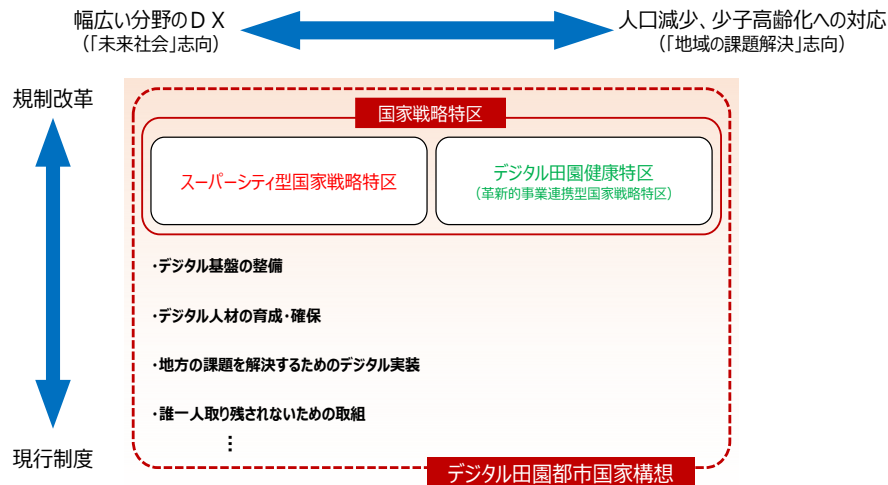 幅広い分野のＤＸ
（「未来社会」志向）
人口減少、少子高齢化への対応
（「地域の課題解決」志向）
規制改革
国家戦略特区
スーパーシティ型国家戦略特区
デジタル田園健康特区
（革新的事業連携型国家戦略特区）
・デジタル基盤の整備
・デジタル人材の育成・確保
・地方の課題を解決するためのデジタル実装
・誰一人取り残されないための取組
⋮
現行制度
デジタル田園都市国家構想